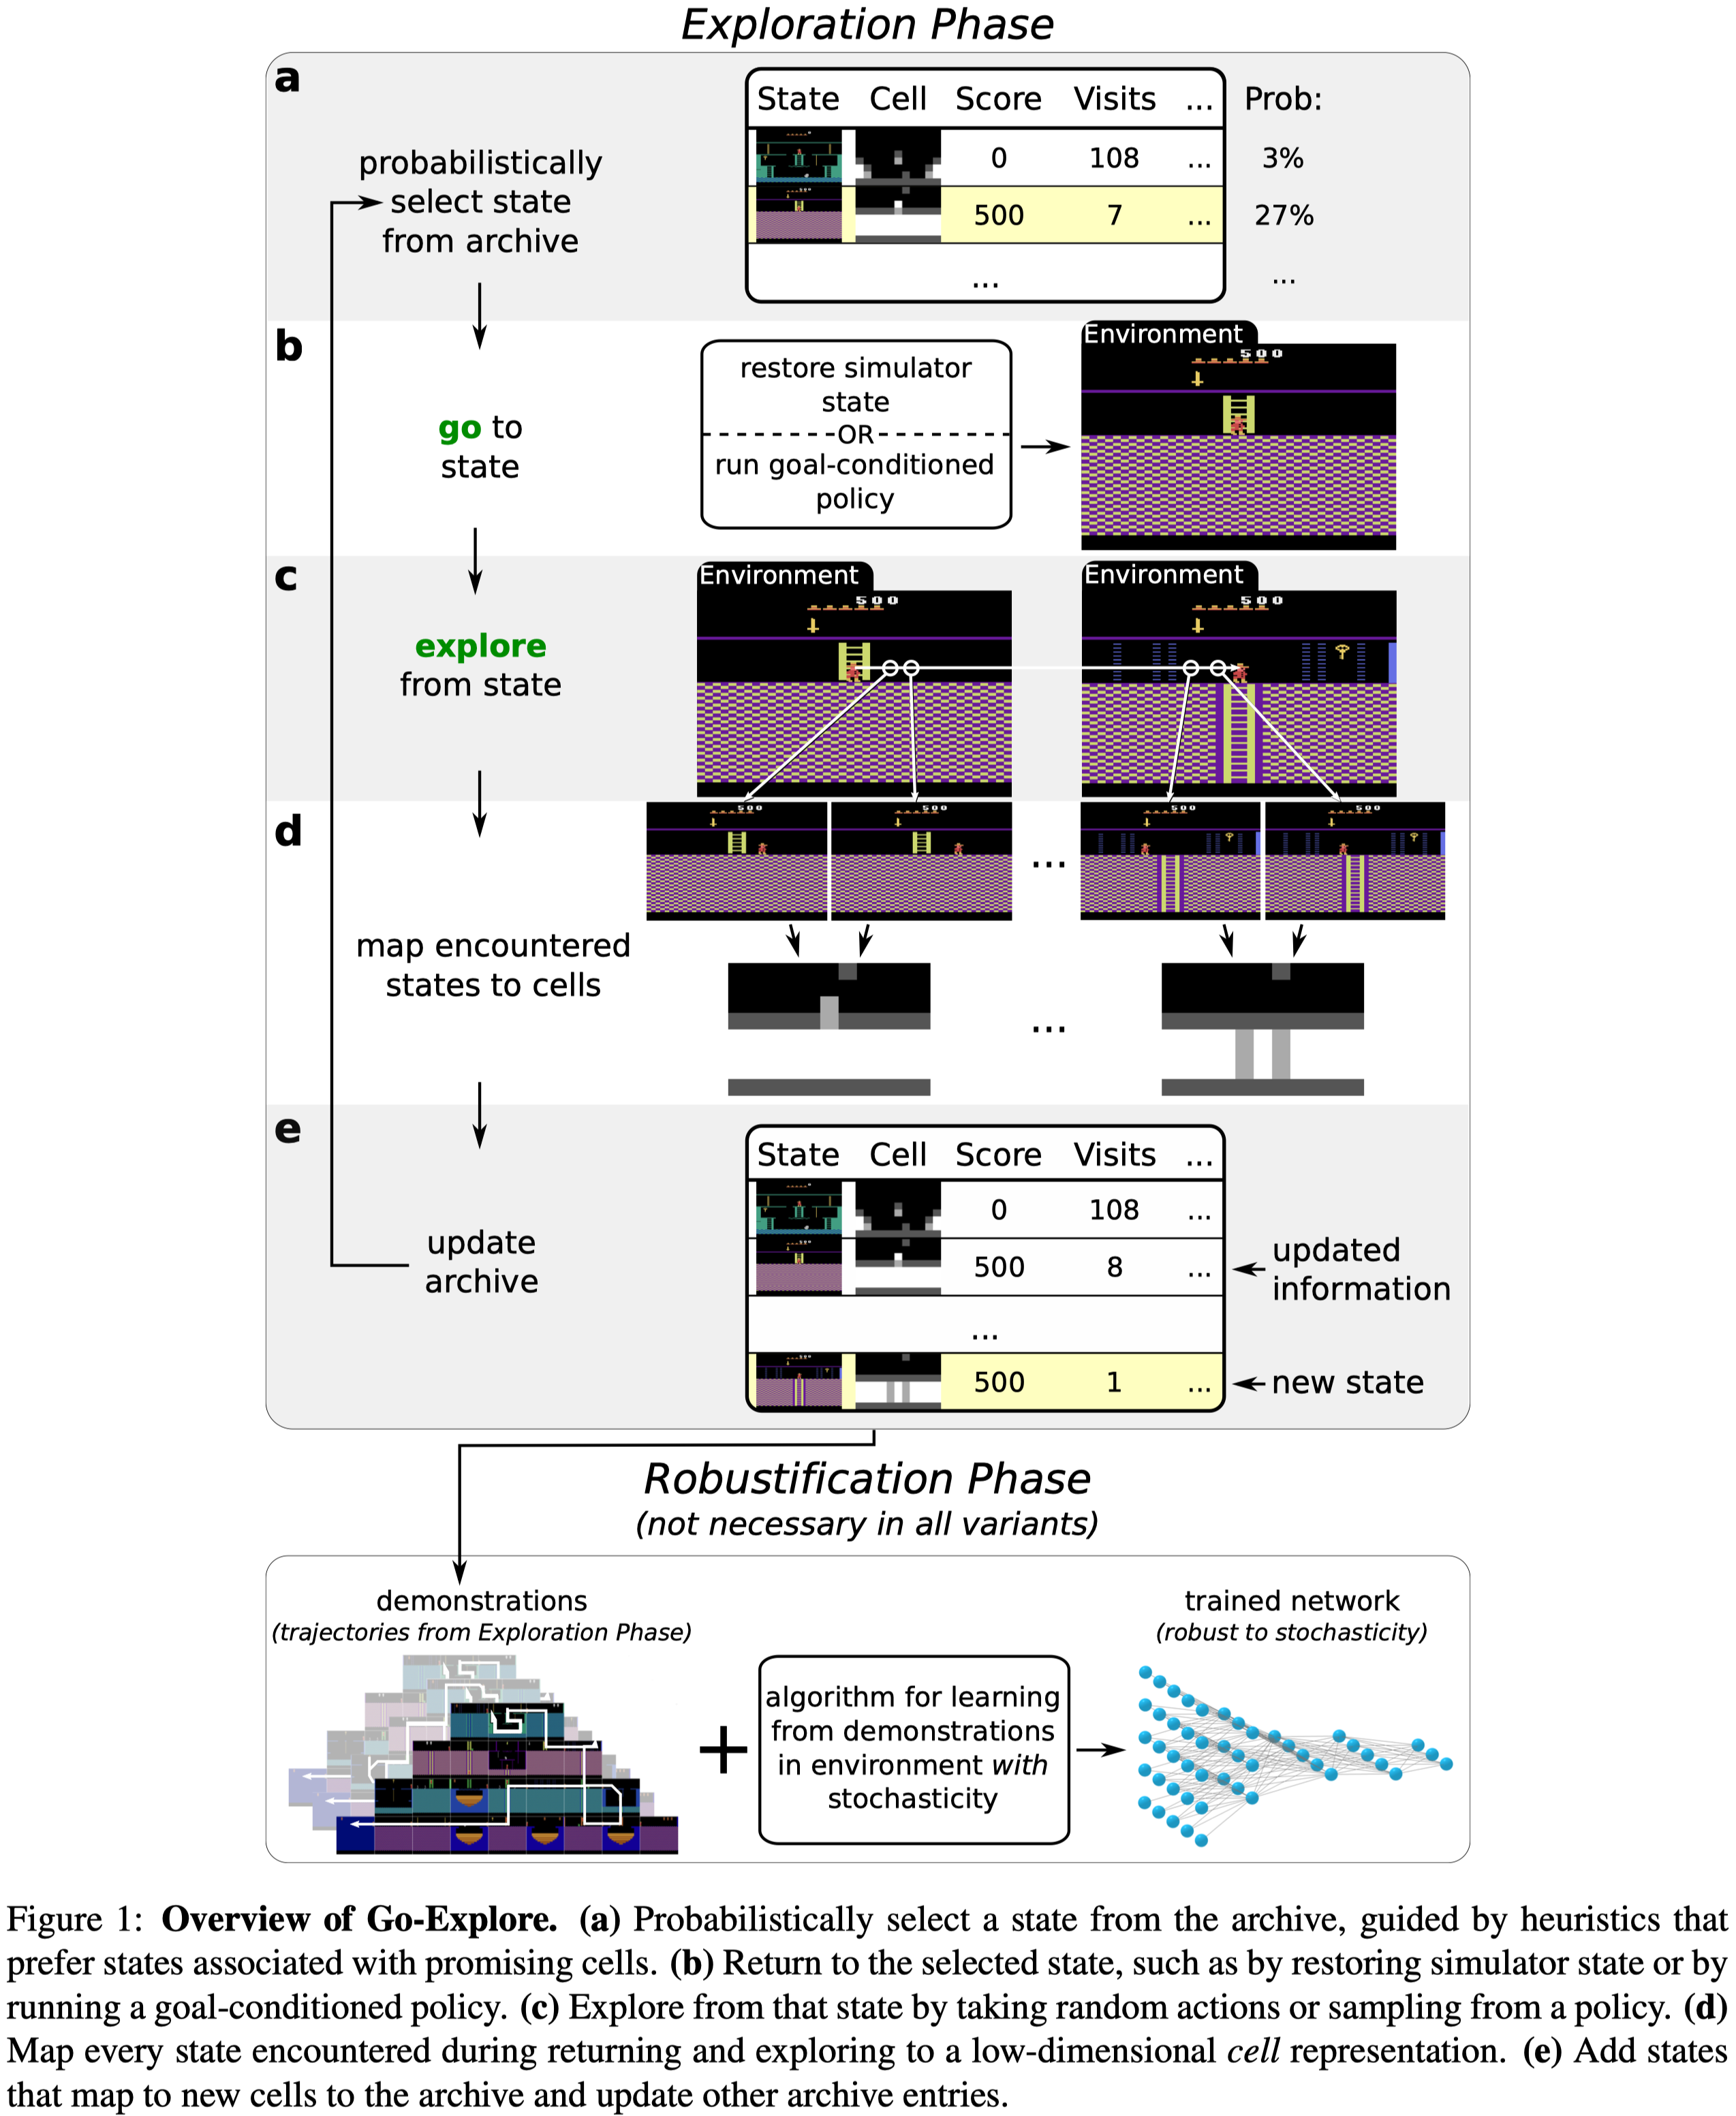 Exploration Phase
a
State Cell Score Visits ... Prob:
probabilistically
select state
from archive
0 108 ... 3%
500 7 ... 27%
... ...
b
go to
state
restore simulator
state
OR
run goal-conditioned
policy
Environment
500
c
explore
from state
Environment
500
Environment
500
d
500
500
...
500
500
map encountered
states to cells
...
e
State Cell Score Visits ...
update
archive
0 108 ...
500 8 ...
updated
information
...
500 1 ...
new state
Robustification Phase
(not necessary in all variants)
demonstrations
(trajectories from Exploration Phase)
+
algorithm for learning
from demonstrations
in environment with
stochasticity
trained network
(robust to stochasticity)
Figure 1: Overview of Go-Explore. (a) Probabilistically select a state from the archive, guided by heuristics that
prefer states associated with promising cells. (b) Return to the selected state, such as by restoring simulator state or by
running a goal-conditioned policy. (c) Explore from that state by taking random actions or sampling from a policy. (d)
Map every state encountered during returning and exploring to a low-dimensional cell representation. (e) Add states
that map to new cells to the archive and update other archive entries.